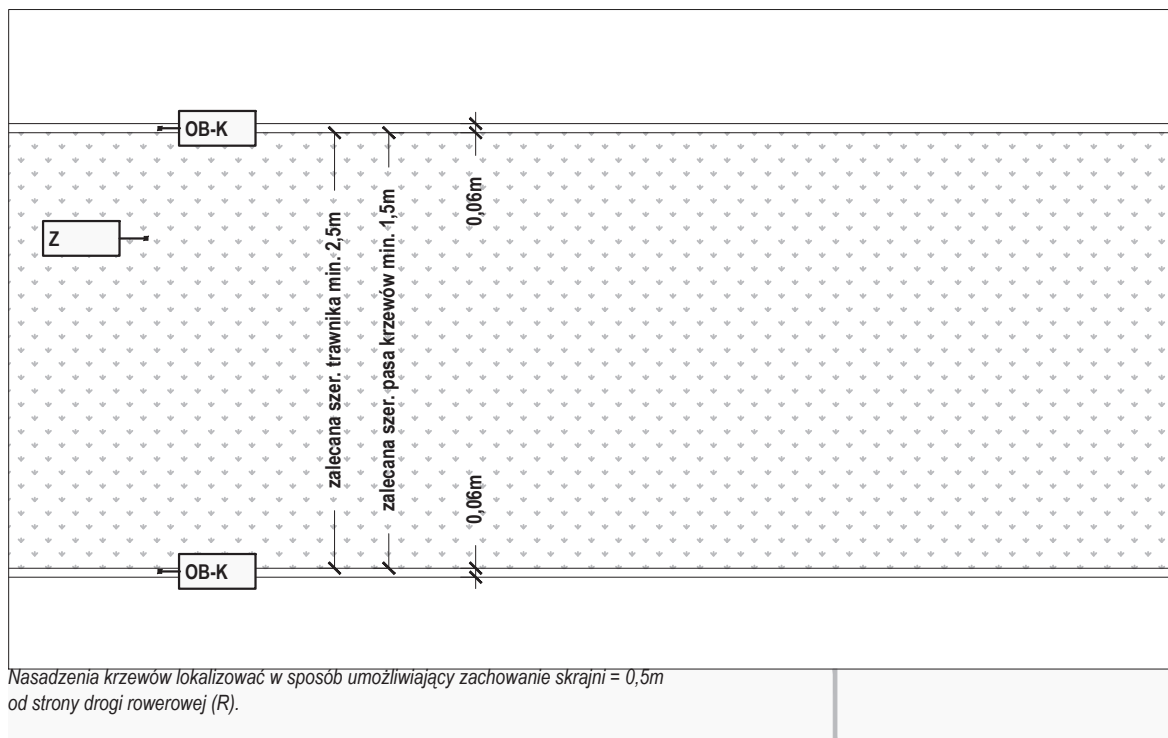 OB-K
Z
zalecana szer. trawnika min. 2,5m
zalecana szer. pasa krzewów min. 1,5m
0,06m
0,06m
OB-K
Nasadzenia krzewów lokalizować w sposób umożliwiający zachowanie skrajni = 0,5m
od strony drogi rowerowej (R).